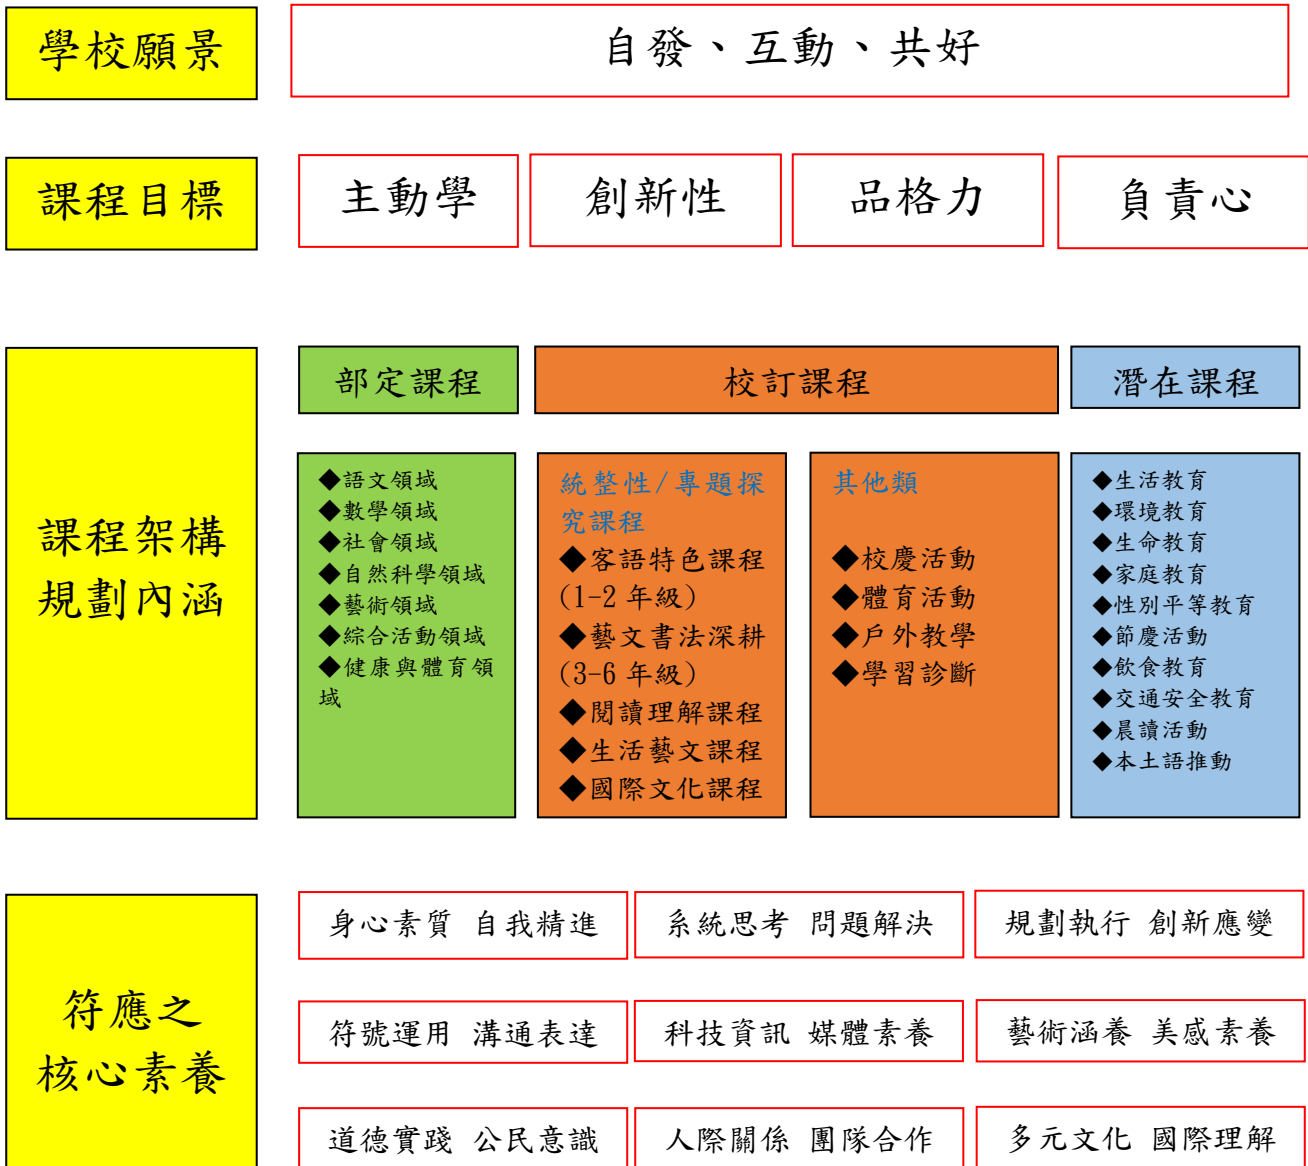 學校願景
自發、互動、共好
課程目標
主動學
創新性
品格力
負責心
課程架構
規劃內涵
部定課程
校訂課程
潛在課程
◆語文領域
◆數學領域
◆社會領域
◆自然科學領域
◆藝術領域
◆綜合活動領域
◆健康與體育領
域
統整性/專題探
究課程
◆客語特色課程
(1-2 年級)
◆藝文書法深耕
(3-6 年級)
◆閱讀理解課程
◆生活藝文課程
◆國際文化課程
其他類
◆校慶活動
◆體育活動
◆戶外教學
◆學習診斷
◆生活教育
◆環境教育
◆生命教育
◆家庭教育
◆性別平等教育
◆節慶活動
◆飲食教育
◆交通安全教育
◆晨讀活動
◆本土語推動
符應之
核心素養
身心素質 自我精進
系統思考 問題解決
規劃執行 創新應變
符號運用 溝通表達
科技資訊 媒體素養
藝術涵養 美感素養
道德實踐 公民意識
人際關係 團隊合作
多元文化 國際理解